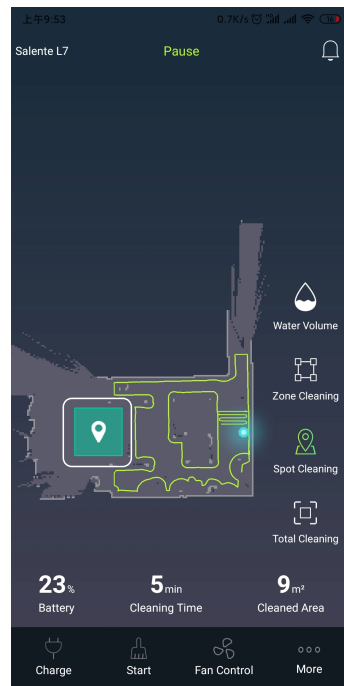 上午9:53
0.7K/s
16
Salente L7
Pause
Water Volume
Zone Cleaning
Spot Cleaning
Total Cleaning
23%
5min
9m²
Battery
Cleaning Time
Cleaned Area
Charge
Start
Fan Control
More